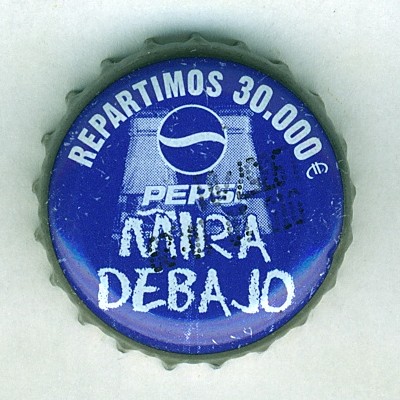 REPARTIMOS 30.000 €
PEPSI
MIRA
DEBAJO